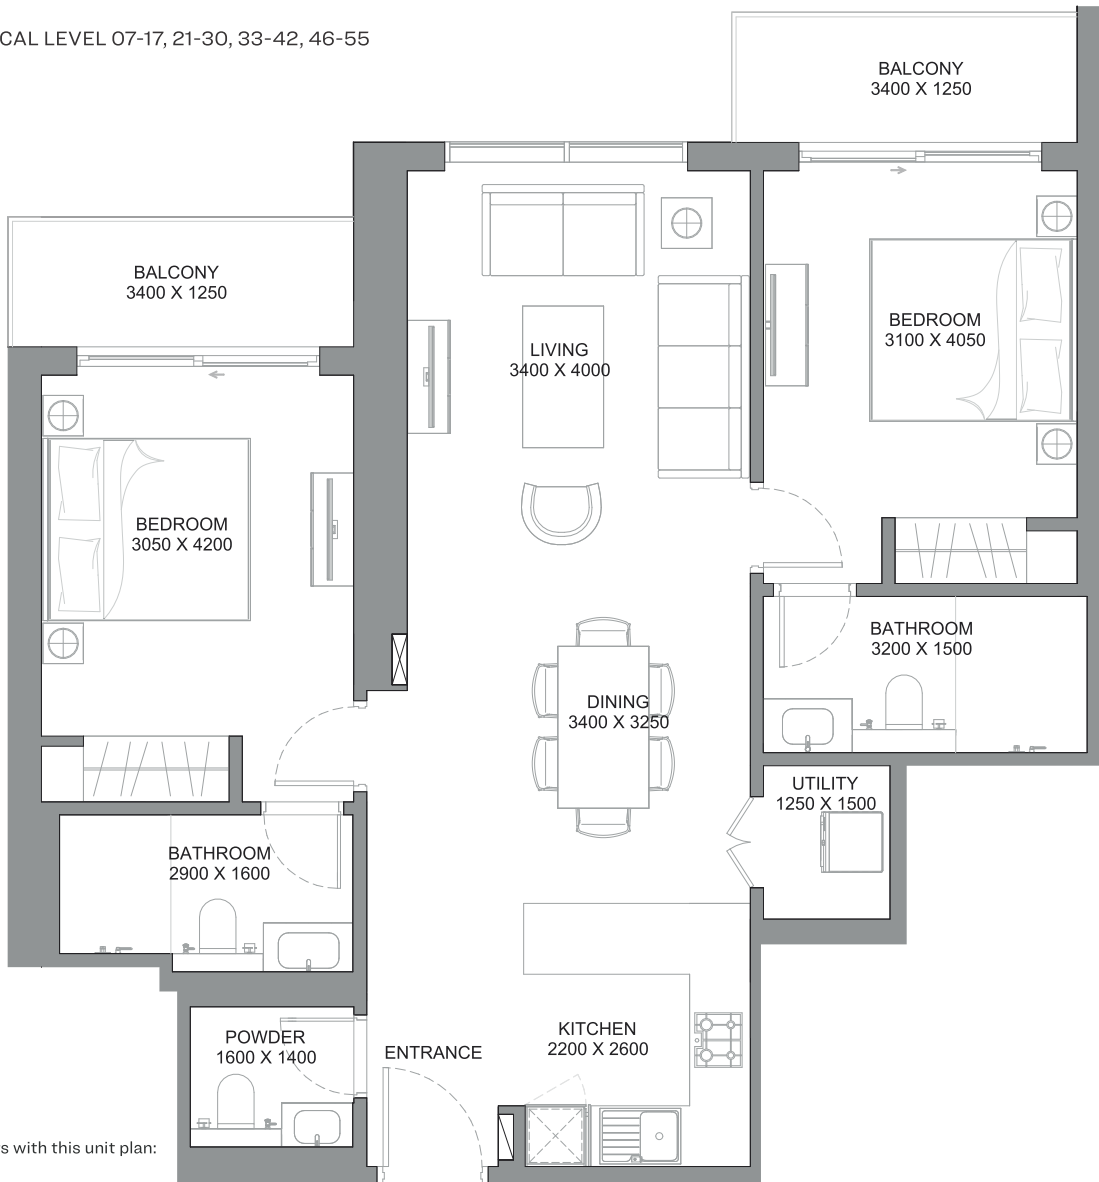 CAL LEVEL 07-17, 21-30, 33-42, 46-55
BALCONY
3400 X 1250
BALCONY
3400 X 1250
LIVING
3400 X 4000
BEDROOM
3100 X 4050
BEDROOM
3050 X 4200
BATHROOM
3200 X 1500
DINING
3400 X 3250
UTILITY
1250 X 1500
BATHROOM
2900 X 1600
KITCHEN
2200 X 2600
POWDER
1600 X 1400
ENTRANCE
s with this unit plan: